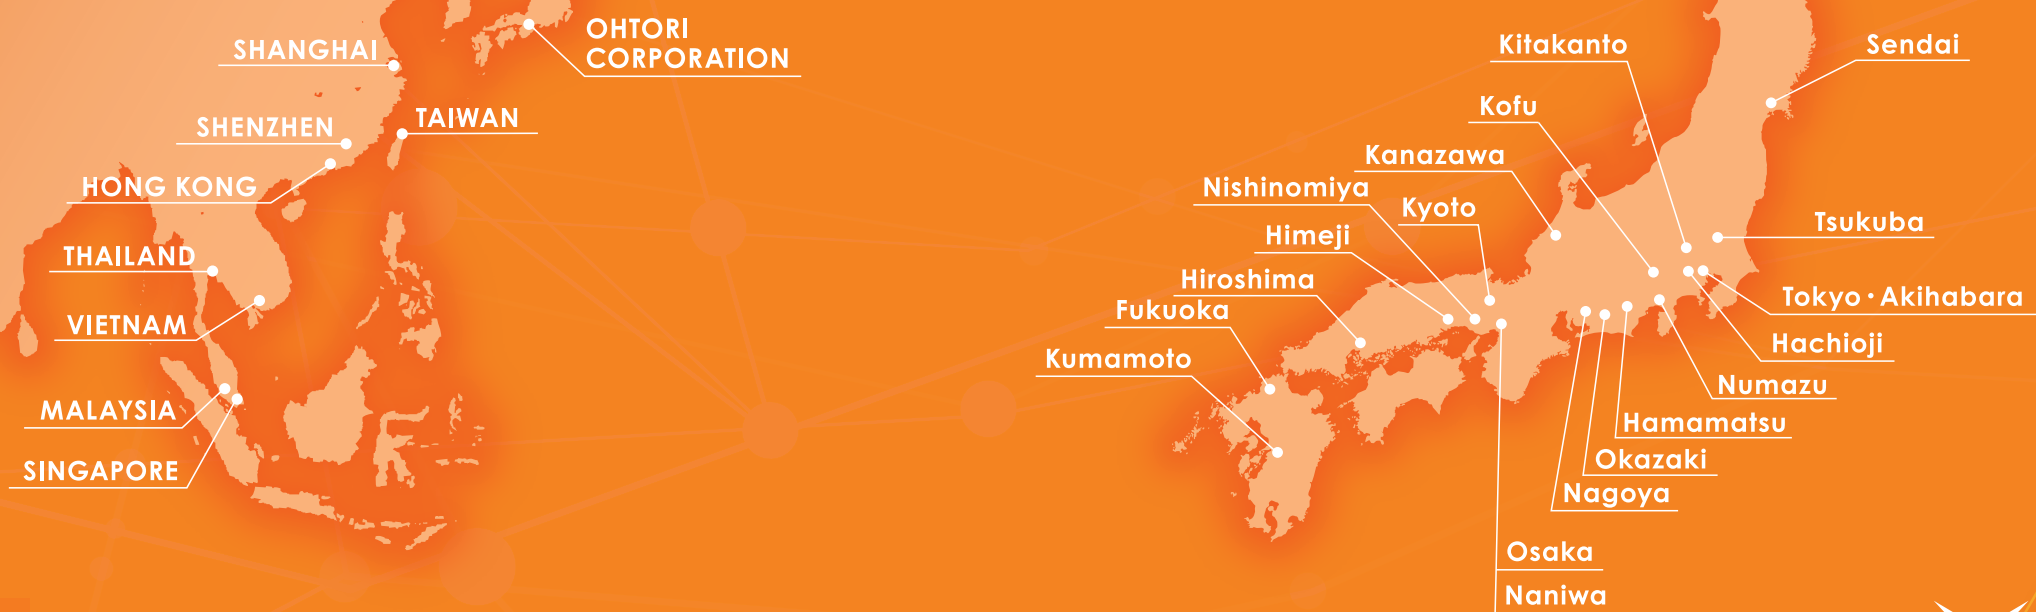 OHTORI
CORPORATION
SHANGHAI
TAIWAN
SHENZHEN
HONG KONG
THAILAND
VIETNAM
MALAYSIA
SINGAPORE
Kitakanto
Sendai
Kofu
Kanazawa
Nishinomiya
Kyoto
Himeji
Tsukuba
Hiroshima
Fukuoka
Tokyo・Akihabara
Hachioji
Kumamoto
Numazu
Hamamatsu
Okazaki
Nagoya
Osaka
Naniwa